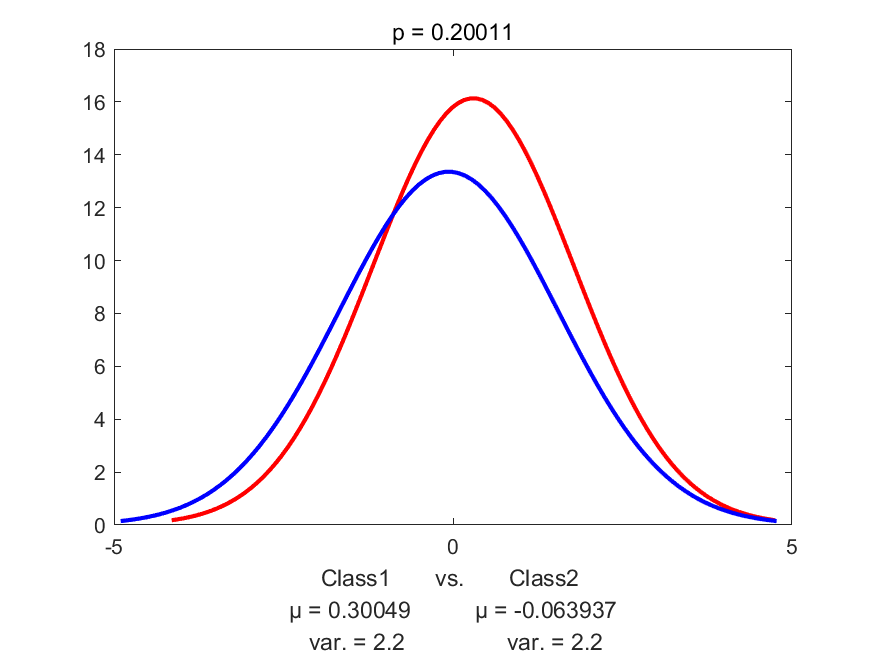 p = 0.20011
18
16
14
12
10
8
6
4
2
0
-5 0 5
Class1 vs. Class2
μ = 0.30049 μ = -0.063937
var. = 2.2 var. = 2.2